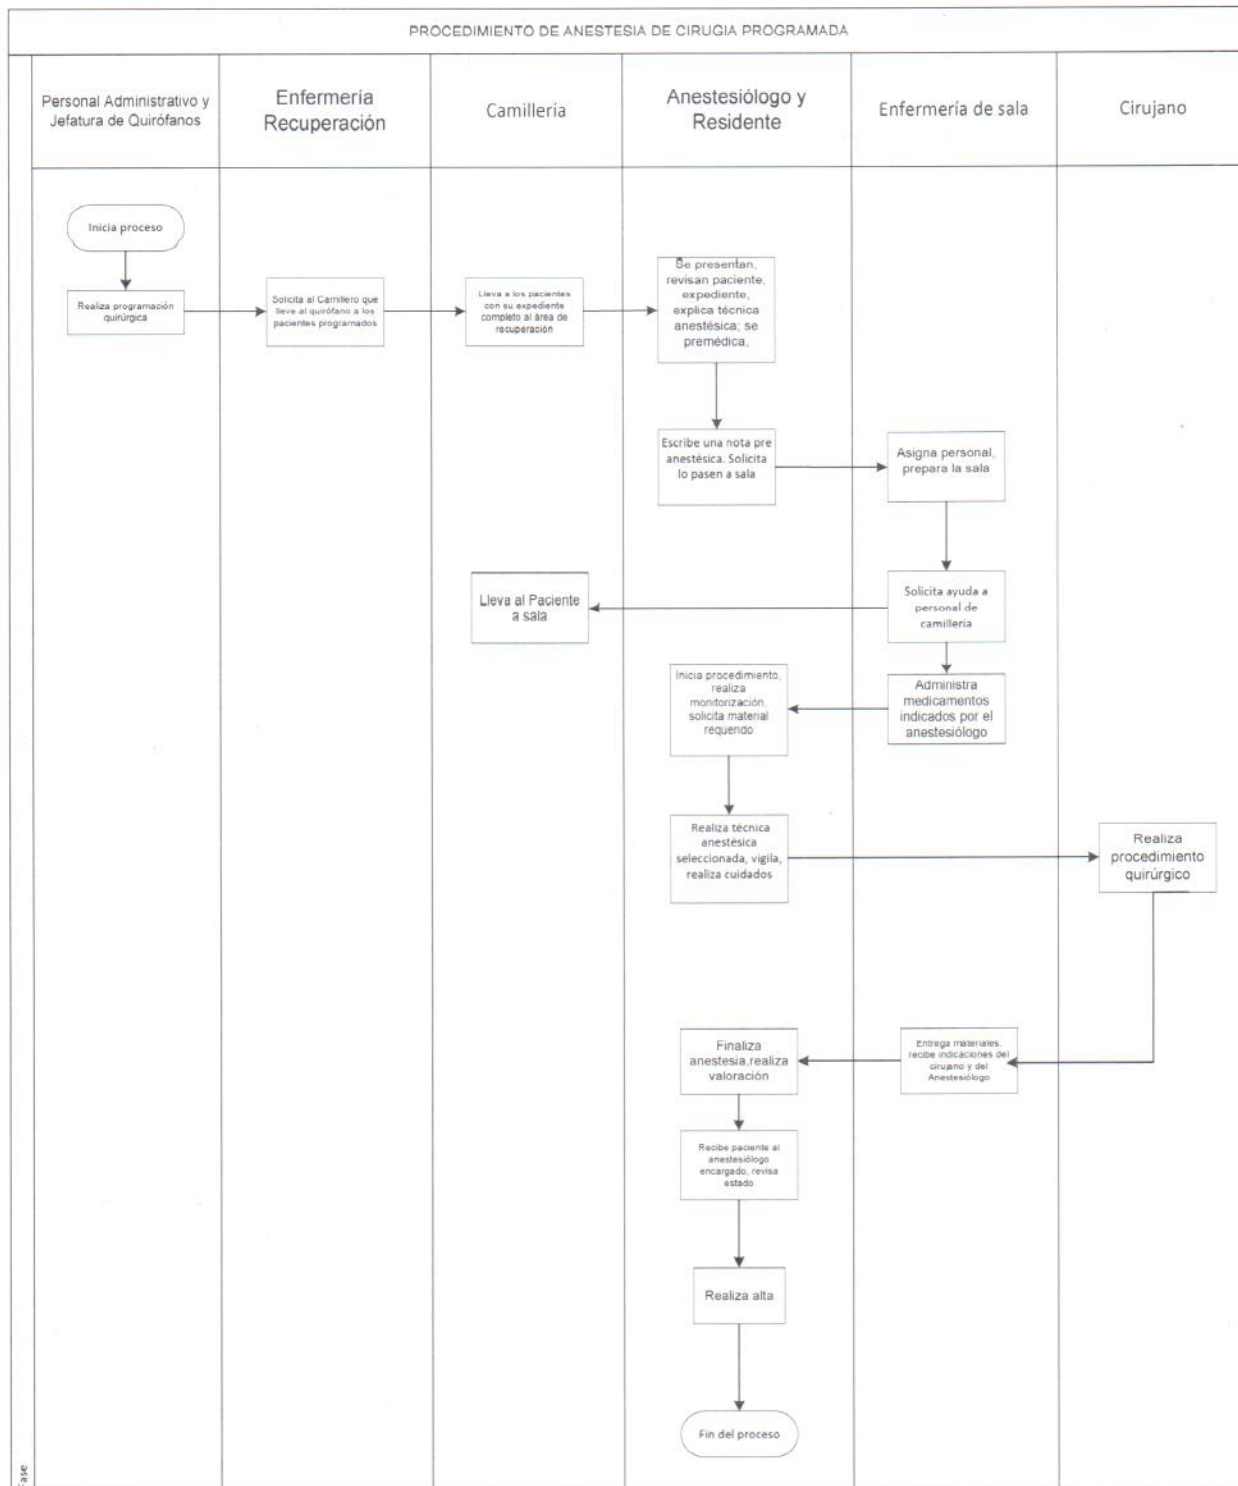 PROCEDIMIENTO DE ANESTESIA DE CIRUGIA PROGRAMADA
Personal Administrativo y
Jefatura de Quirófanos
Enfermería
Recuperación
Camillería
Anestesiólogo y
Residente
Enfermería de sala
Cirujano
Inicia proceso
Realiza programación
quirúrgica
Solicita al Camillero que
lleve al quirófano a los
pacientes programados
Lleva a los pacientes
con su expediente
completo al área de
recuperación
Se presentan,
revisan paciente,
expediente,
explica técnica
anestésica; se
premédica,
Escribe una nota pre
anestésica. Solicita
lo pasen a sala
Asigna personal,
prepara la sala
Solicita ayuda a
personal de
camillería
Lleva al Paciente
a sala
Administra
medicamentos
indicados por el
anestesiólogo
Inicia procedimiento,
realiza
monitorización,
solicita material
requerido
Realiza técnica
anestésica
seleccionada, vigila,
realiza cuidados
Realiza
procedimiento
quirúrgico
Entrega materiales,
recibe indicaciones del
cirujano y del
Anestesiólogo
Finaliza
anestesia,realiza
valoración
Recibe paciente al
anestesiólogo
encargado, revisa
estado
Realiza alta
Fin del proceso
Fase